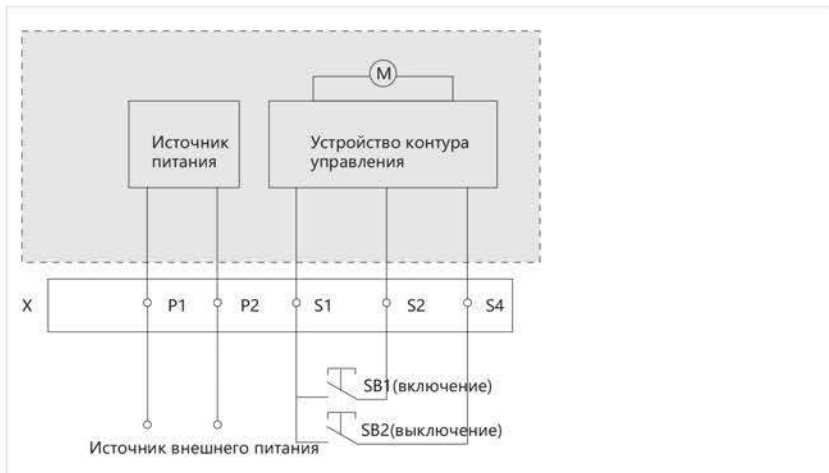 M
Источник
питания
Устройство контура
управления
X
P1
P2
S1
S2
S4
SB1(включение)
SB2(выключение)
Источник внешнего питания